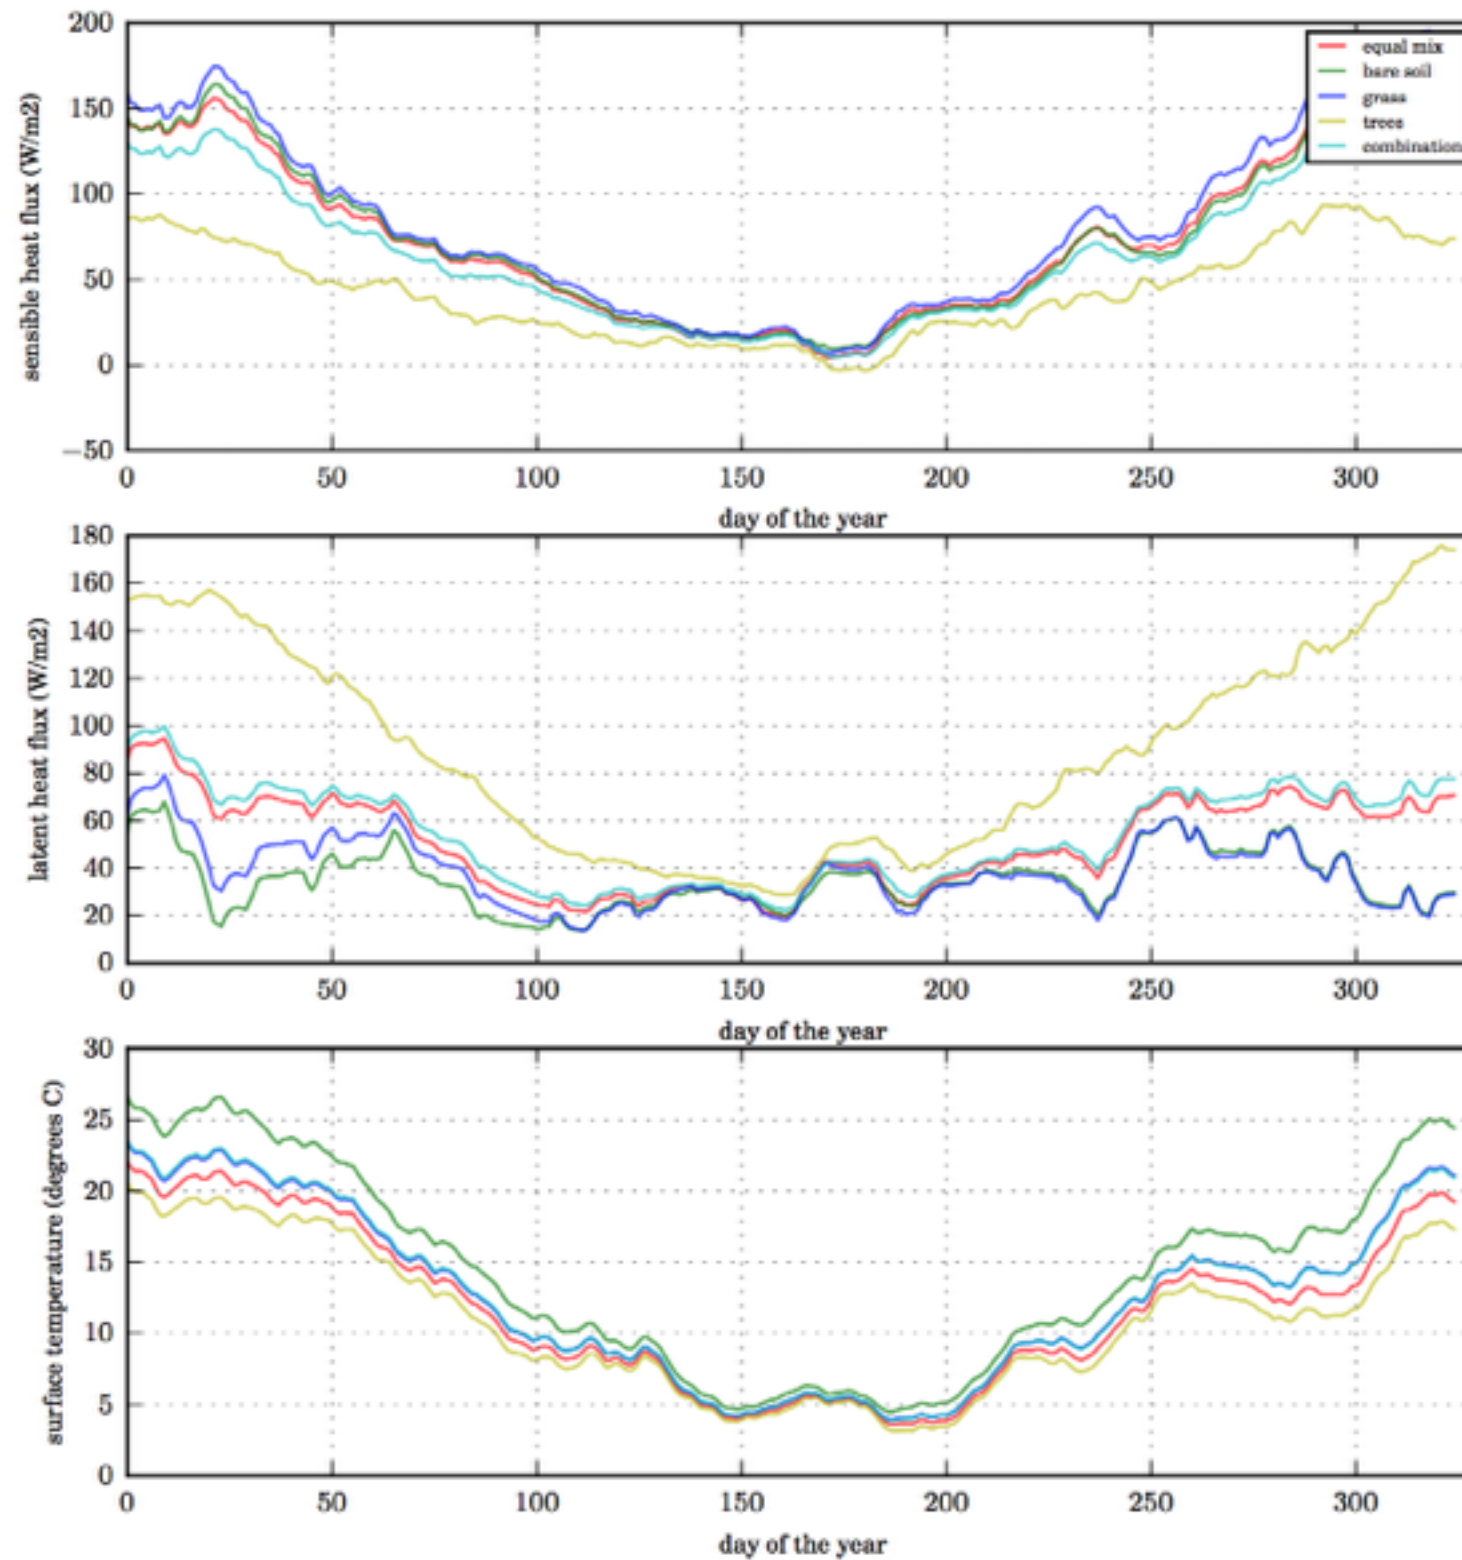 200
150
100
50
0
−50
sensible heat flux (W/m2)
equal mix
bare soil
grass
trees
combination
0 50 100 150 200 250 300
day of the year
180
160
140
120
100
80
60
40
20
0
latent heat flux (W/m2)
0 50 100 150 200 250 300
day of the year
30
25
20
15
10
5
0
surface temperature (degrees C)
0 50 100 150 200 250 300
day of the year